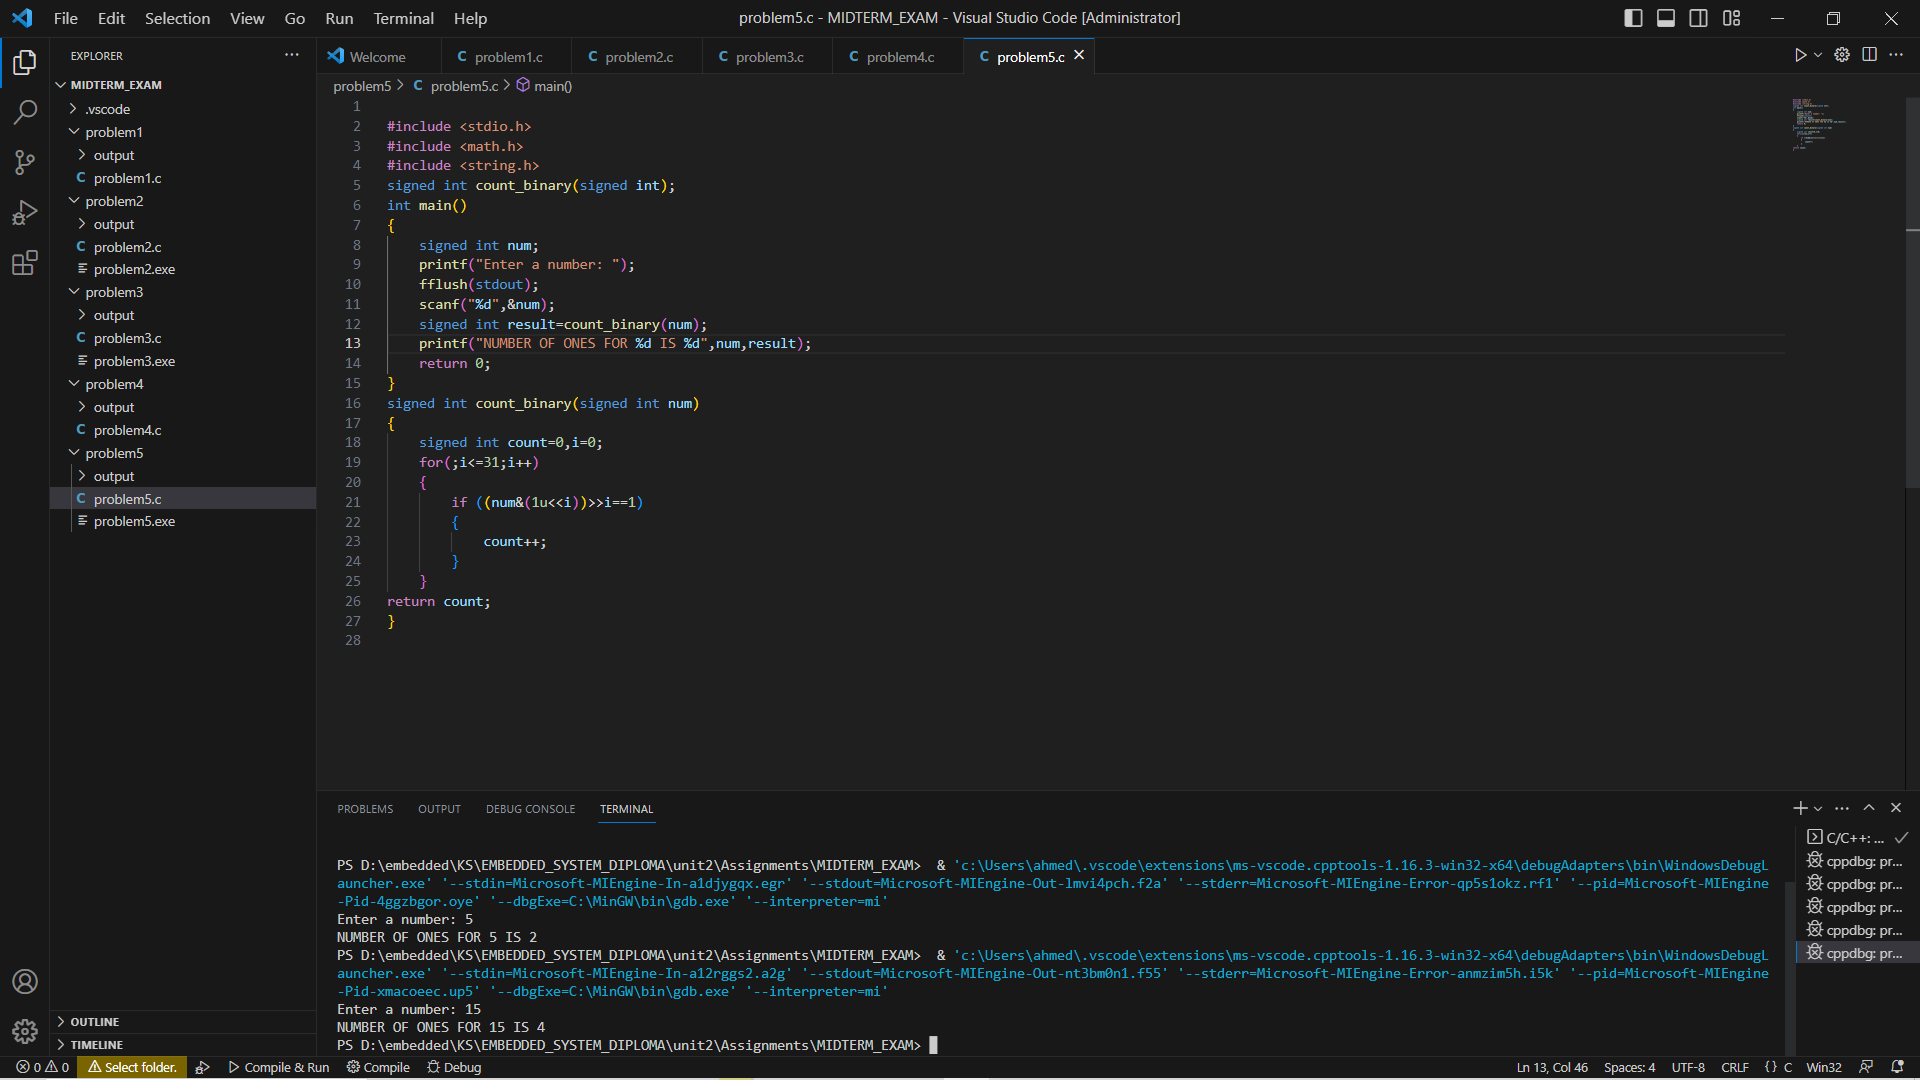 File Edit Selection View Go Run Terminal Help
problem5.c - MIDTERM_EXAM - Visual Studio Code [Administrator]
EXPLORER
MIDTERM_EXAM
.vscode
problem1
output
C problem1.c
problem2
output
C problem2.c
problem2.exe
problem3
output
C problem3.c
problem3.exe
problem4
output
C problem4.c
problem5
output
C problem5.c
problem5.exe
OUTLINE
TIMELINE
Welcome C problem1.c C problem2.c C problem3.c C problem4.c C problem5.c
problem5 > C problem5.c > main()
1
2 #include <stdio.h>
3 #include <math.h>
4 #include <string.h>
5 signed int count_binary(signed int);
6 int main()
7 {
8 signed int num;
9 printf("Enter a number: ");
10 fflush(stdout);
11 scanf("%d",&num);
12 signed int result=count_binary(num);
13 printf("NUMBER OF ONES FOR %d IS %d",num,result);
14 return 0;
15 }
16 signed int count_binary(signed int num)
17 {
18 signed int count=0,i=0;
19 for(;i<=31;i++)
20 {
21 if ((num&(1u<<i))>>i==1)
22 {
23 count++;
24 }
25 }
26 return count;
27 }
28
PROBLEMS OUTPUT DEBUG CONSOLE TERMINAL
PS D:\embedded\KS\EMBEDDED_SYSTEM_DIPLOMA\unit2\Assignments\MIDTERM_EXAM> & 'c:\Users\ahmed\.vscode\extensions\ms-vscode.cpptools-1.16.3-win32-x64\debugAdapters\bin\WindowsDebugL
auncher.exe' '--stdin=Microsoft-MIEngine-In-a1djygqx.egr' '--stdout=Microsoft-MIEngine-Out-lmvi4pch.f2a' '--stderr=Microsoft-MIEngine-Error-qp5s1okz.rf1' '--pid=Microsoft-MIEngine
-Pid-4ggzbgor.oye' '--dbgExe=C:\MinGW\bin\gdb.exe' '--interpreter=mi'
Enter a number: 5
NUMBER OF ONES FOR 5 IS 2
PS D:\embedded\KS\EMBEDDED_SYSTEM_DIPLOMA\unit2\Assignments\MIDTERM_EXAM> & 'c:\Users\ahmed\.vscode\extensions\ms-vscode.cpptools-1.16.3-win32-x64\debugAdapters\bin\WindowsDebugL
auncher.exe' '--stdin=Microsoft-MIEngine-In-a12rggs2.a2g' '--stdout=Microsoft-MIEngine-Out-nt3bm0n1.f55' '--stderr=Microsoft-MIEngine-Error-anmzim5h.i5k' '--pid=Microsoft-MIEngine
-Pid-xmacoeec.up5' '--dbgExe=C:\MinGW\bin\gdb.exe' '--interpreter=mi'
Enter a number: 15
NUMBER OF ONES FOR 15 IS 4
PS D:\embedded\KS\EMBEDDED_SYSTEM_DIPLOMA\unit2\Assignments\MIDTERM_EXAM>
C/C++: ...
cppdbg: pr...
cppdbg: pr...
cppdbg: pr...
cppdbg: pr...
cppdbg: pr...
0 0 Select folder. Compile & Run Compile Debug
Ln 13, Col 46 Spaces: 4 UTF-8 CRLF {} C Win32